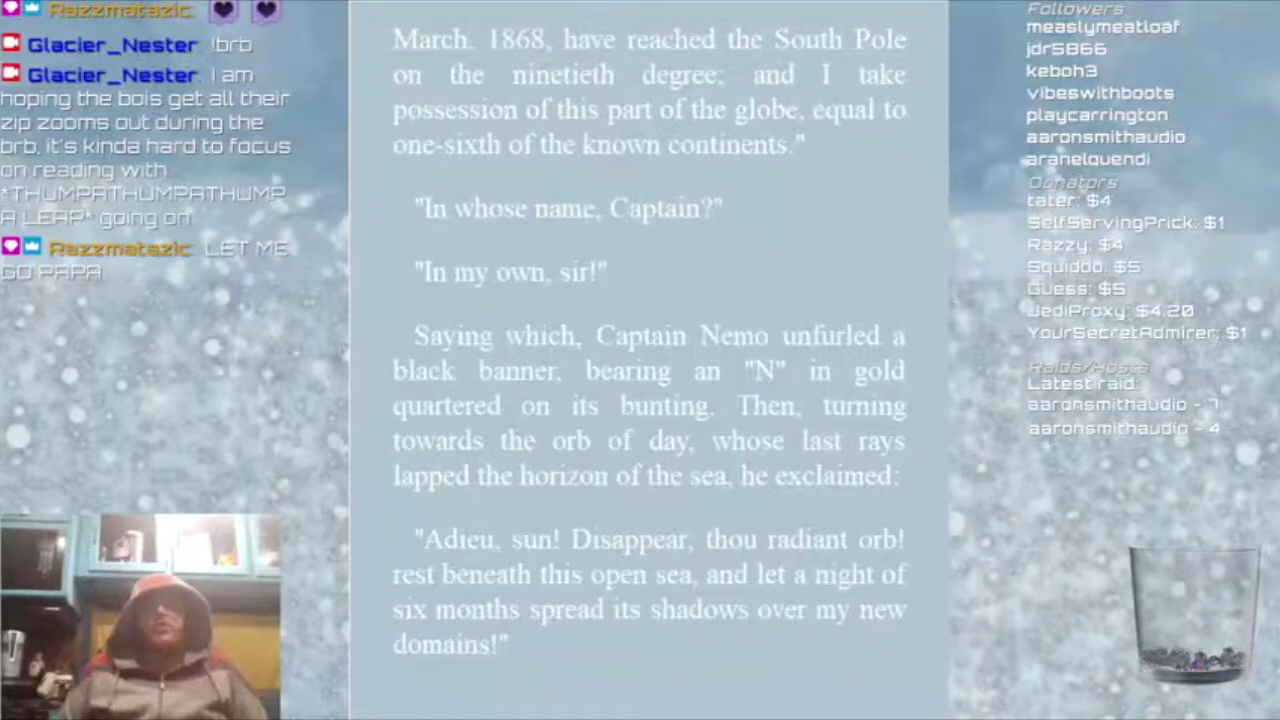 Razzmatazic:
Glacier_Nester: !brb
Glacier_Nester: I am
hoping the bois get all their
zip zooms out during the
brb, it's kinda hard to focus
on reading with
*THUMPATHUMPATHUMP
A LEAP* going on
Razzmatazic: LET ME
GO PAPA
March, 1868, have reached the South Pole
on the ninetieth degree; and I take
possession of this part of the globe, equal to
one-sixth of the known continents."
"In whose name, Captain?"
"In my own, sir!"
Saying which, Captain Nemo unfurled a
black banner, bearing an "N" in gold
quartered on its bunting. Then, turning
towards the orb of day, whose last rays
lapped the horizon of the sea, he exclaimed:
"Adieu, sun! Disappear, thou radiant orb!
rest beneath this open sea, and let a night of
six months spread its shadows over my new
domains!"
Followers
measlymeatloaf
jdr5866
keboh3
vibeswithboots
playcarrington
aaronsmithaudio
aranelquendi
Donators
tater: $4
SelfServingPrick: $1
Razzy: $4
Squidoo: $5
Guess: $5
JediProxy: $4.20
YourSecretAdmirer: $1
Raids/Hosts
Latest raid:
aaronsmithaudio - 7
aaronsmithaudio - 4